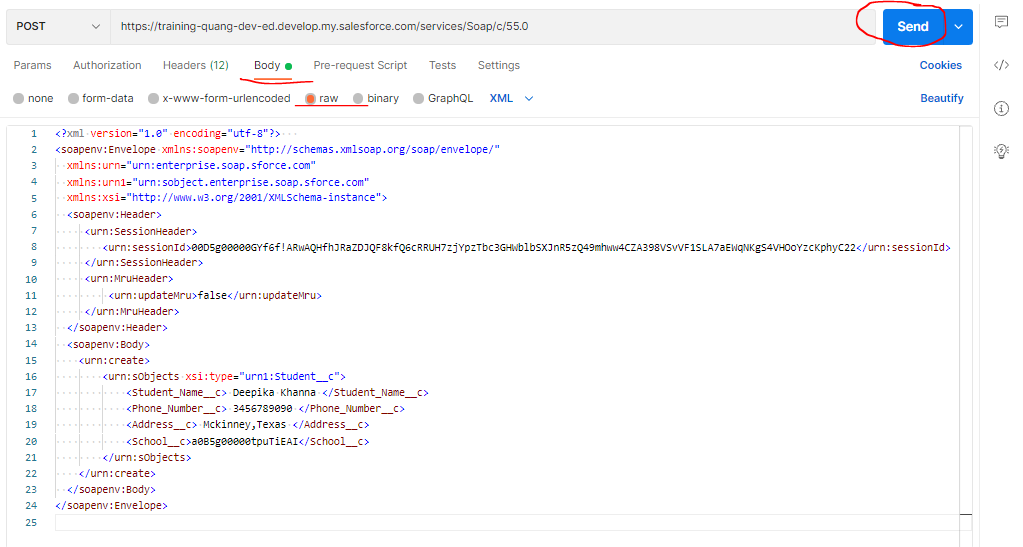 POST https://training-quang-dev-ed.develop.my.salesforce.com/services/Soap/c/55.0 Send
Params Authorization Headers (12) Body Pre-request Script Tests Settings Cookies
none form-data x-www-form-urlencoded raw binary GraphQL XML Beautify
1 <?xml version="1.0" encoding="utf-8"?>
2 <soapenv:Envelope xmlns:soapenv="http://schemas.xmlsoap.org/soap/envelope/"
3 xmlns:urn="urn:enterprise.soap.sforce.com"
4 xmlns:urn1="urn:sobject.enterprise.soap.sforce.com"
5 xmlns:xsi="http://www.w3.org/2001/XMLSchema-instance">
6 <soapenv:Header>
7 <urn:SessionHeader>
8 <urn:sessionId>00D5g00000GYf6f!ARwAQHfhJRaZDJQF8kfQ6cRRUH7zjYpzTbc3GHWblbSXJnR5zQ49mhww4CZA398VSvVF1SLA7aEWqNKgS4VHOoYzcKphyC22</urn:sessionId>
9 </urn:SessionHeader>
10 <urn:MruHeader>
11 <urn:updateMru>false</urn:updateMru>
12 </urn:MruHeader>
13 </soapenv:Header>
14 <soapenv:Body>
15 <urn:create>
16 <urn:sObjects xsi:type="urn1:Student__c">
17 <Student_Name__c> Deepika Khanna </Student_Name__c>
18 <Phone_Number__c> 3456789090 </Phone_Number__c>
19 <Address__c> Mckinney,Texas </Address__c>
20 <School__c>a0B5g00000tpuTiEAI</School__c>
21 </urn:sObjects>
22 </urn:create>
23 </soapenv:Body>
24 </soapenv:Envelope>
25